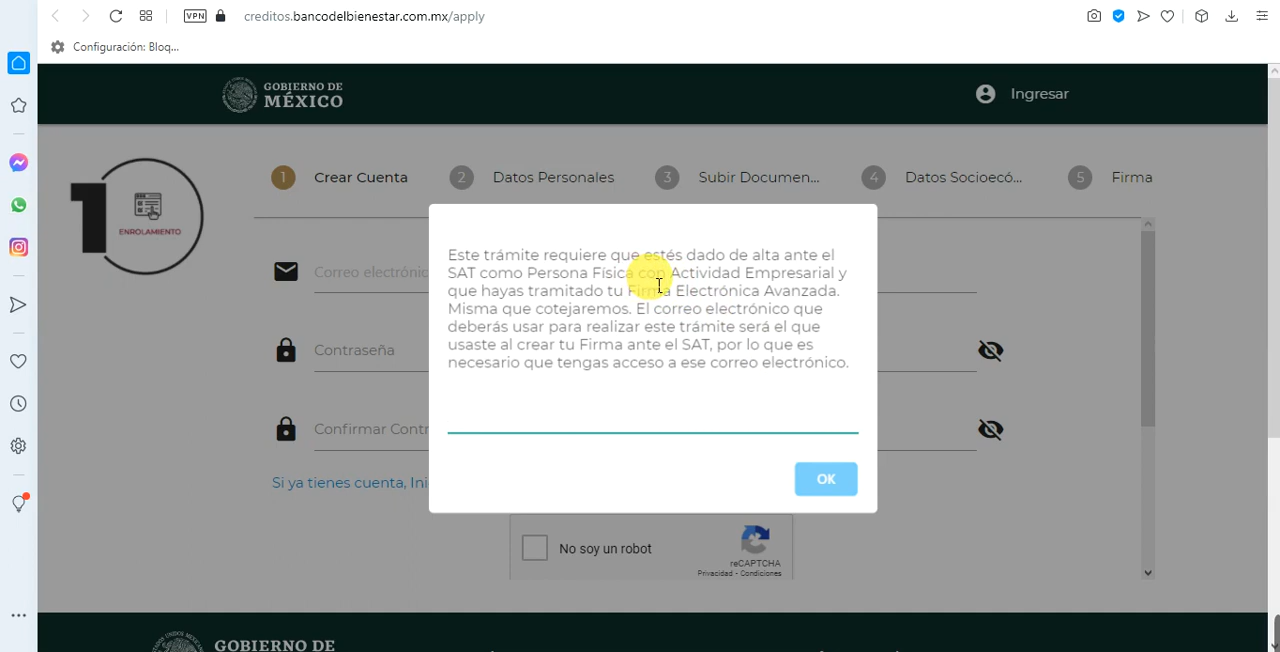 VPN
creditos.bancodelbienestar.com.mx/apply
Configuración: Bloq...
GOBIERNO DE
MÉXICO
Ingresar
1 Crear Cuenta
2 Datos Personales
3 Subir Documen...
4 Datos Socioecó...
5 Firma
1
ENROLAMIENTO
Este trámite requiere que estés dado de alta ante el
SAT como Persona Física con Actividad Empresarial y
que hayas tramitado tu Firma Electrónica Avanzada.
Misma que cotejaremos. El correo electrónico que
deberás usar para realizar este trámite será el que
usaste al crear tu Firma ante el SAT, por lo que es
necesario que tengas acceso a ese correo electrónico.
OK
Correo electrónic
Contraseña
Confirmar Contr
Si ya tienes cuenta, Ini
No soy un robot
reCAPTCHA
Privacidad - Condiciones
GOBIERNO DE